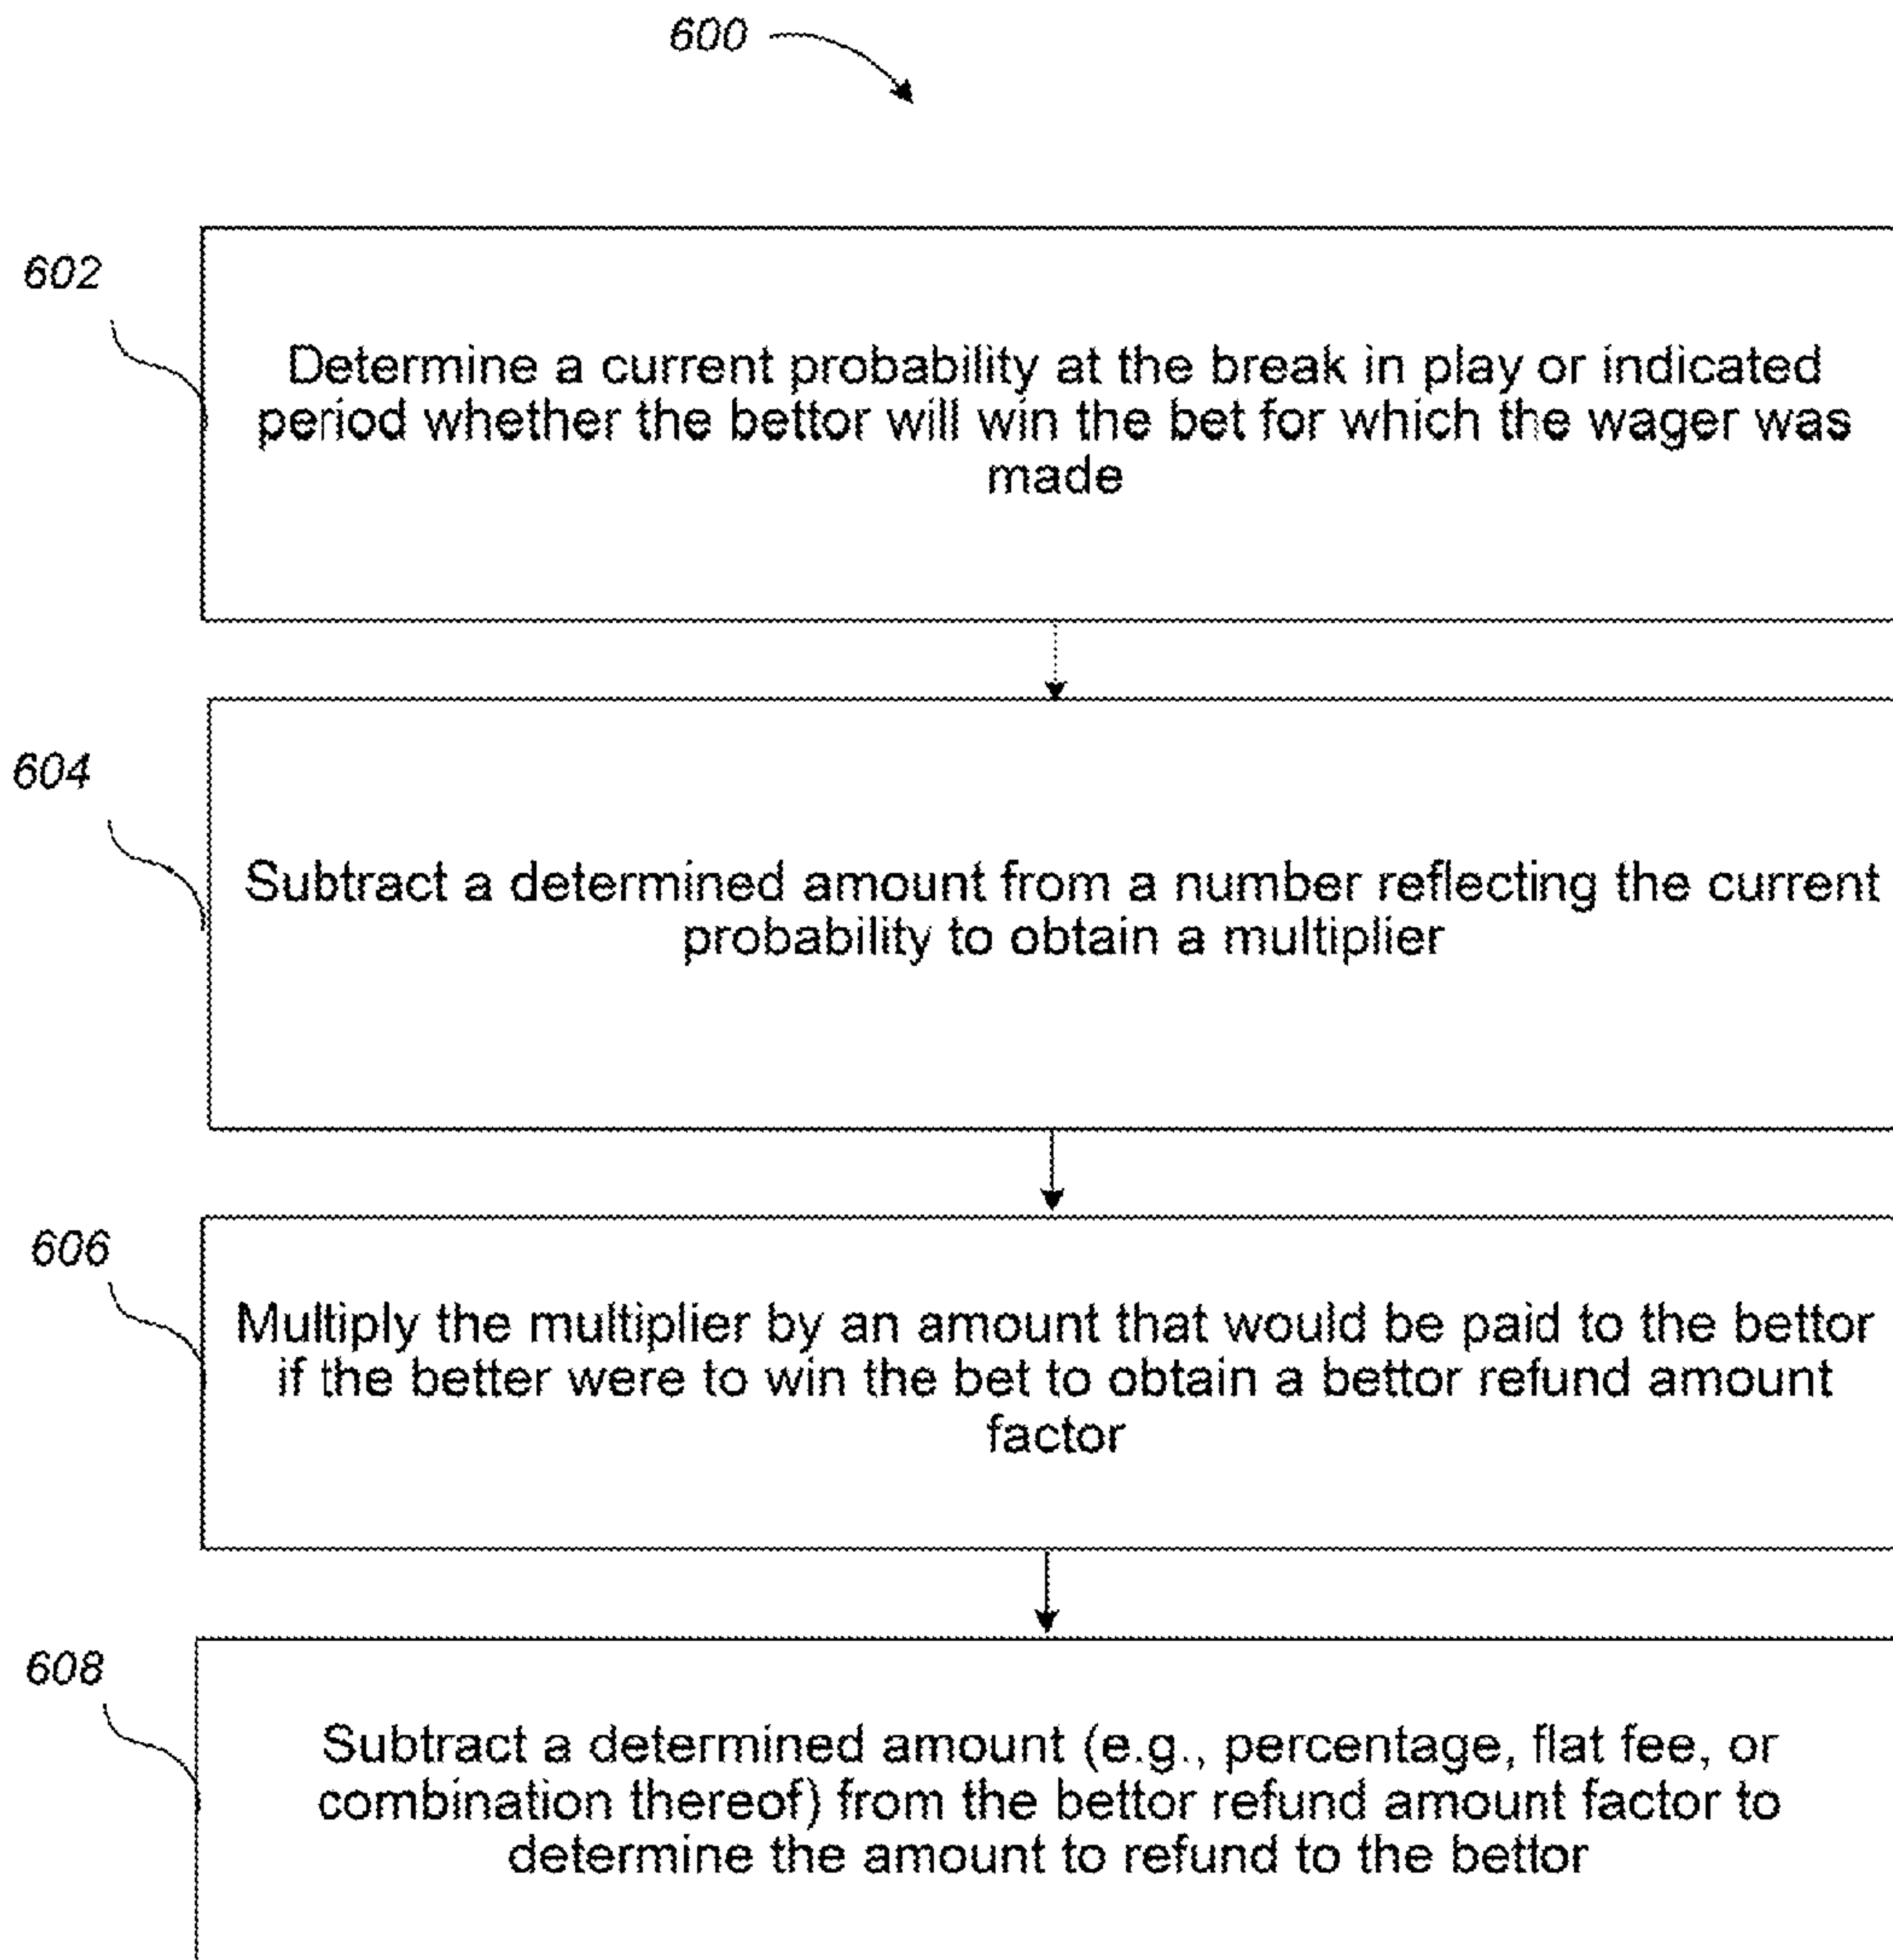 600
602
Determine a current probability at the break in play or indicated
period whether the bettor will win the bet for which the wager was
made
604
Subtract a determined amount from a number reflecting the current
probability to obtain a multiplier
606
Multiply the multiplier by an amount that would be paid to the bettor
if the better were to win the bet to obtain a bettor refund amount
factor
608
Subtract a determined amount (e.g., percentage, flat fee, or
combination thereof) from the bettor refund amount factor to
determine the amount to refund to the bettor